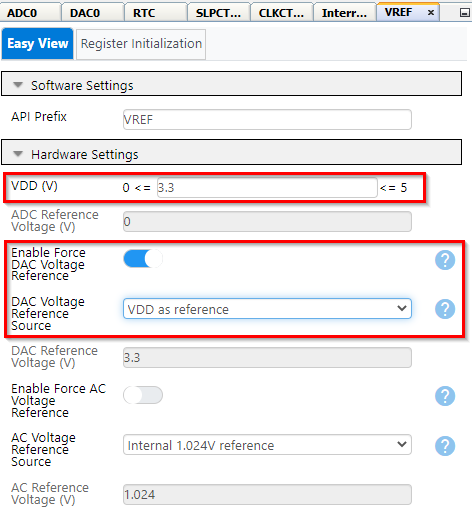 ADC0 DAC0 RTC SLPCT... CLKCT... Interr... VREF ×
Easy View Register Initialization
Software Settings
API Prefix VREF
Hardware Settings
VDD (V) 0 <= 3.3 <= 5
ADC Reference
Voltage (V) 0
Enable Force
DAC Voltage
Reference ?
DAC Voltage
Reference
Source VDD as reference ?
DAC Reference
Voltage (V) 3.3
Enable Force AC
Voltage
Reference ?
AC Voltage
Reference
Source Internal 1.024V reference ?
AC Reference
Voltage (V) 1.024